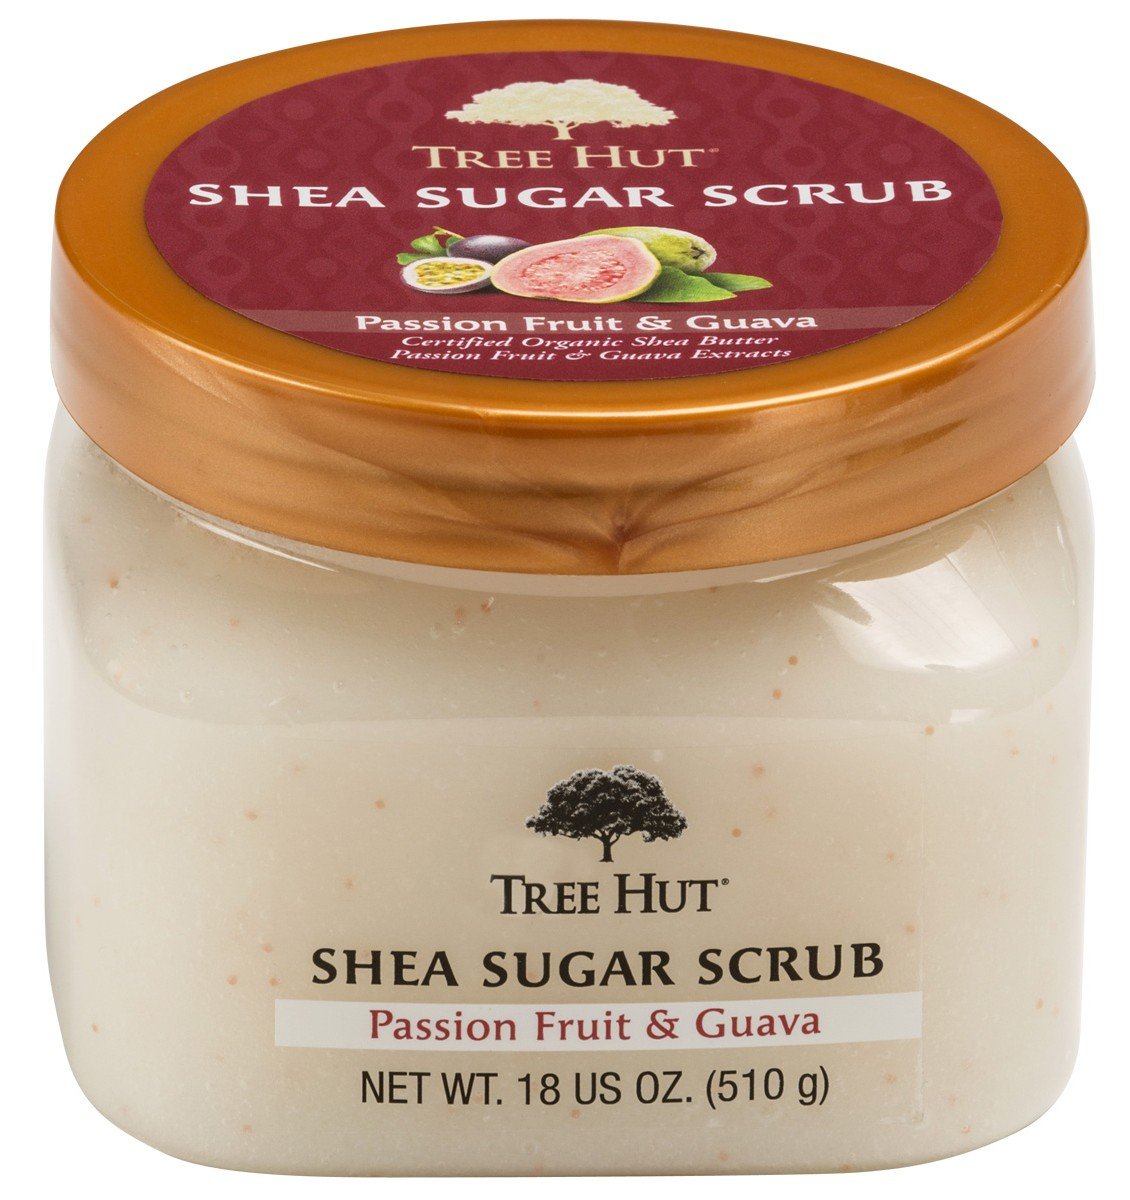 TREE HUT®
SHEA SUGAR SCRUB
Passion Fruit & Guava
Certified Organic Shea Butter
Passion Fruit & Guava Extracts
TREE HUT®
SHEA SUGAR SCRUB
Passion Fruit & Guava
NET WT. 18 US OZ. (510 g)